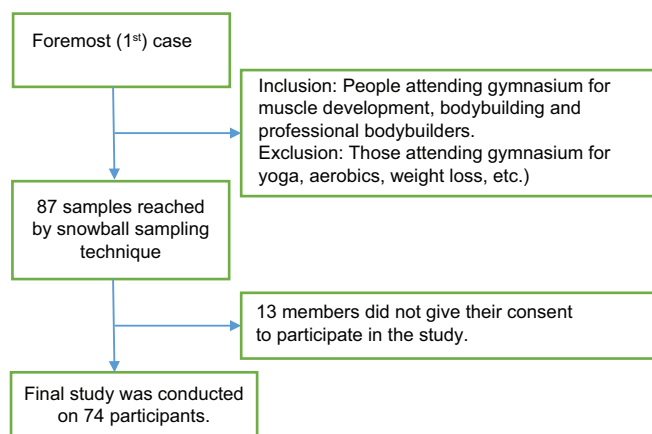 Foremost (1st) case
Inclusion: People attending gymnasium for
muscle development, bodybuilding and
professional bodybuilders.
Exclusion: Those attending gymnasium for
yoga, aerobics, weight loss, etc.)
87 samples reached
by snowball sampling
technique
13 members did not give their consent
to participate in the study.
Final study was conducted
on 74 participants.